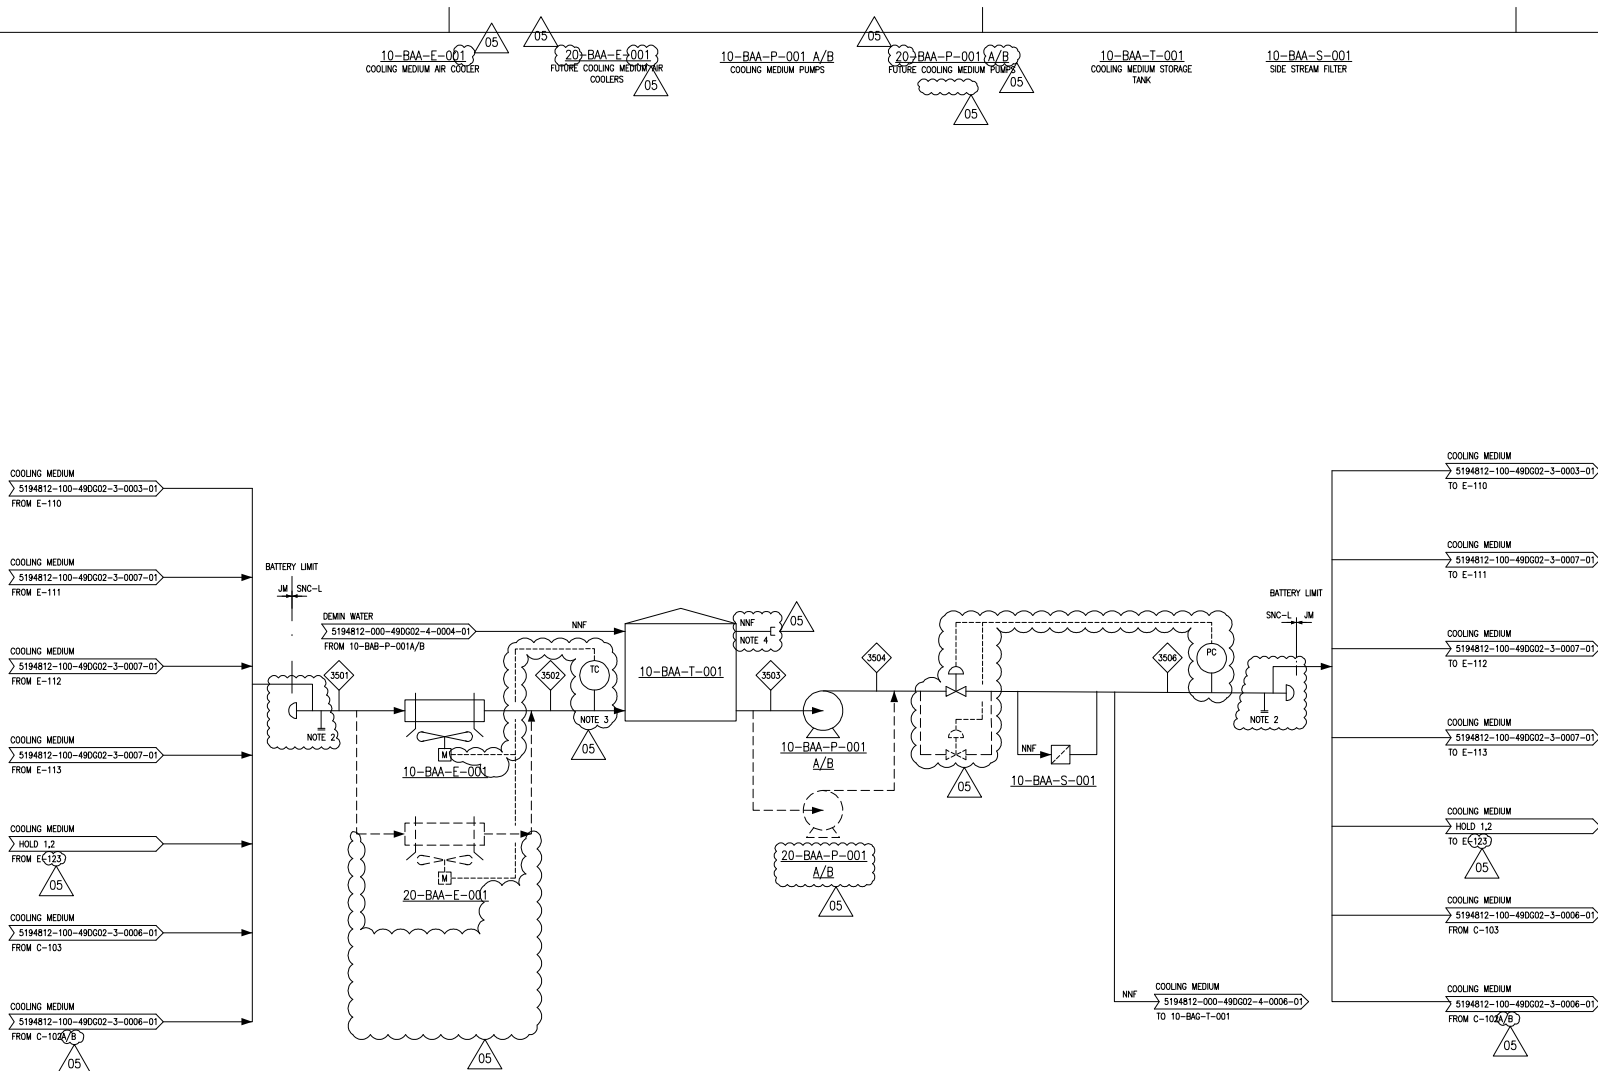 10-BAA-E-001
COOLING MEDIUM AIR COOLER
05
05
20-BAA-E-001
FUTURE COOLING MEDIUM AIR
COOLERS
05
10-BAA-P-001 A/B
COOLING MEDIUM PUMPS
05
20-BAA-P-001 A/B
FUTURE COOLING MEDIUM PUMPS
05
05
10-BAA-T-001
COOLING MEDIUM STORAGE
TANK
10-BAA-S-001
SIDE STREAM FILTER
COOLING MEDIUM
5194812-100-49DG02-3-0003-01
FROM E-110
COOLING MEDIUM
5194812-100-49DG02-3-0007-01
FROM E-111
COOLING MEDIUM
5194812-100-49DG02-3-0007-01
FROM E-112
COOLING MEDIUM
5194812-100-49DG02-3-0007-01
FROM E-113
COOLING MEDIUM
HOLD 1,2
FROM E-123
05
COOLING MEDIUM
5194812-100-49DG02-3-0006-01
FROM C-103
COOLING MEDIUM
5194812-100-49DG02-3-0006-01
FROM C-102A/B
05
BATTERY LIMIT
JM SNC-L
NOTE 2
3501
DEMIN WATER
5194812-000-49DG02-4-0004-01
FROM 10-BAB-P-001A/B
NNF
M
10-BAA-E-001
M
20-BAA-E-001
05
3502
TC
NOTE 3
05
10-BAA-T-001
NNF
NOTE 4
05
3503
10-BAA-P-001
A/B
20-BAA-P-001
A/B
05
3504
05
NNF
10-BAA-S-001
3506
PC
NNF
COOLING MEDIUM
5194812-000-49DG02-4-0006-01
TO 10-BAG-T-001
BATTERY LIMIT
SNC-L JM
NOTE 2
COOLING MEDIUM
5194812-100-49DG02-3-0003-01
TO E-110
COOLING MEDIUM
5194812-100-49DG02-3-0007-01
TO E-111
COOLING MEDIUM
5194812-100-49DG02-3-0007-01
TO E-112
COOLING MEDIUM
5194812-100-49DG02-3-0007-01
TO E-113
COOLING MEDIUM
HOLD 1,2
TO E-123
05
COOLING MEDIUM
5194812-100-49DG02-3-0006-01
FROM C-103
COOLING MEDIUM
5194812-100-49DG02-3-0006-01
FROM C-102A/B
05